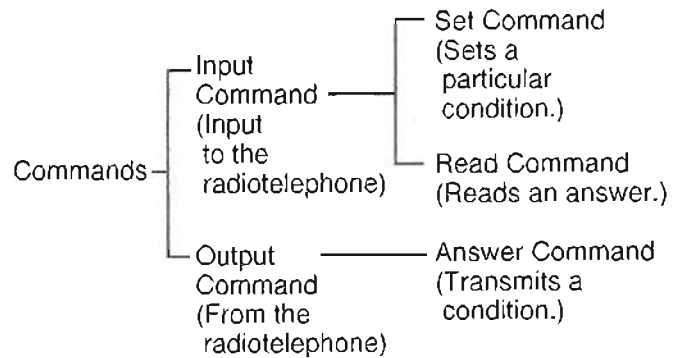 Commands
Input
Command
(Input
to the
radiotelephone)
Set Command
(Sets a
particular
condition.)
Read Command
(Reads an answer.)
Output
Command
(From the
radiotelephone)
Answer Command
(Transmits a
condition.)